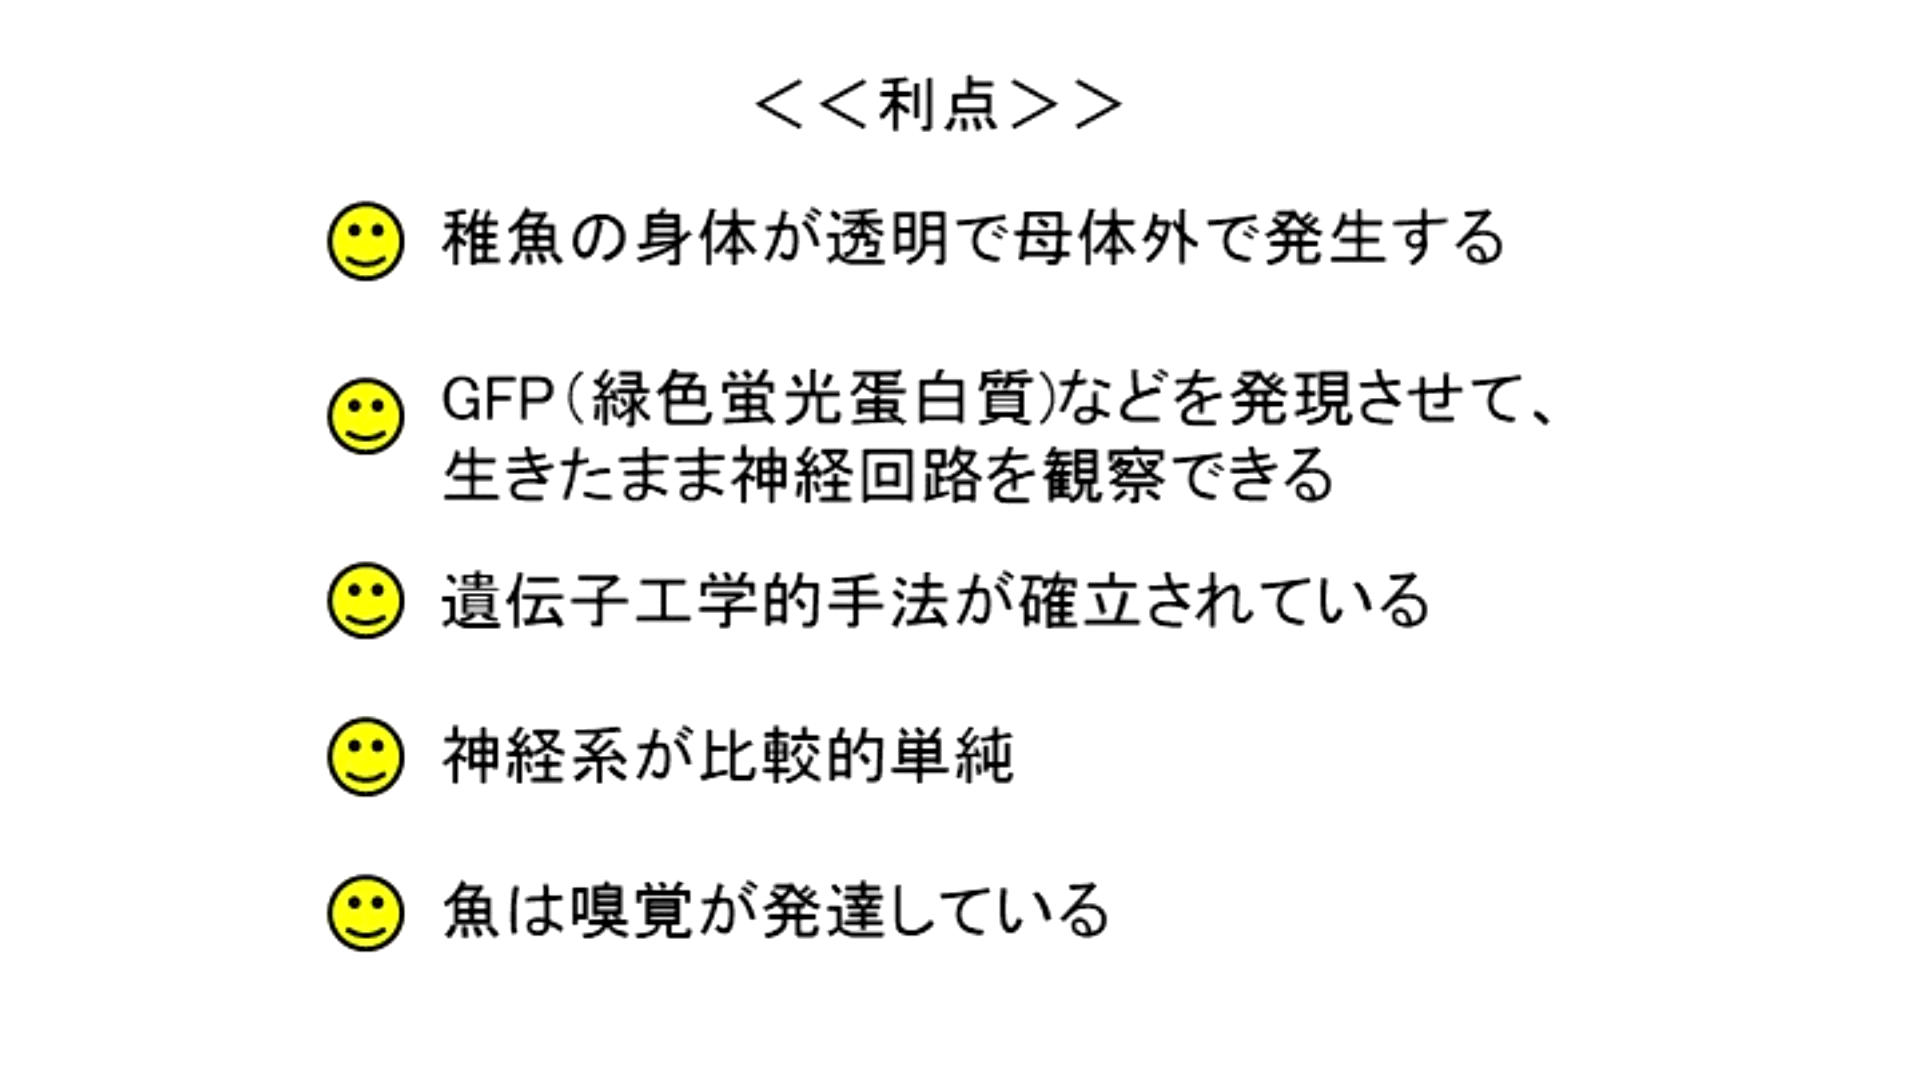 ＜＜利点＞＞
稚魚の身体が透明で母体外で発生する
GFP（緑色蛍光蛋白質）などを発現させて、
生きたまま神経回路を観察できる
遺伝子工学的手法が確立されている
神経系が比較的単純
魚は嗅覚が発達している